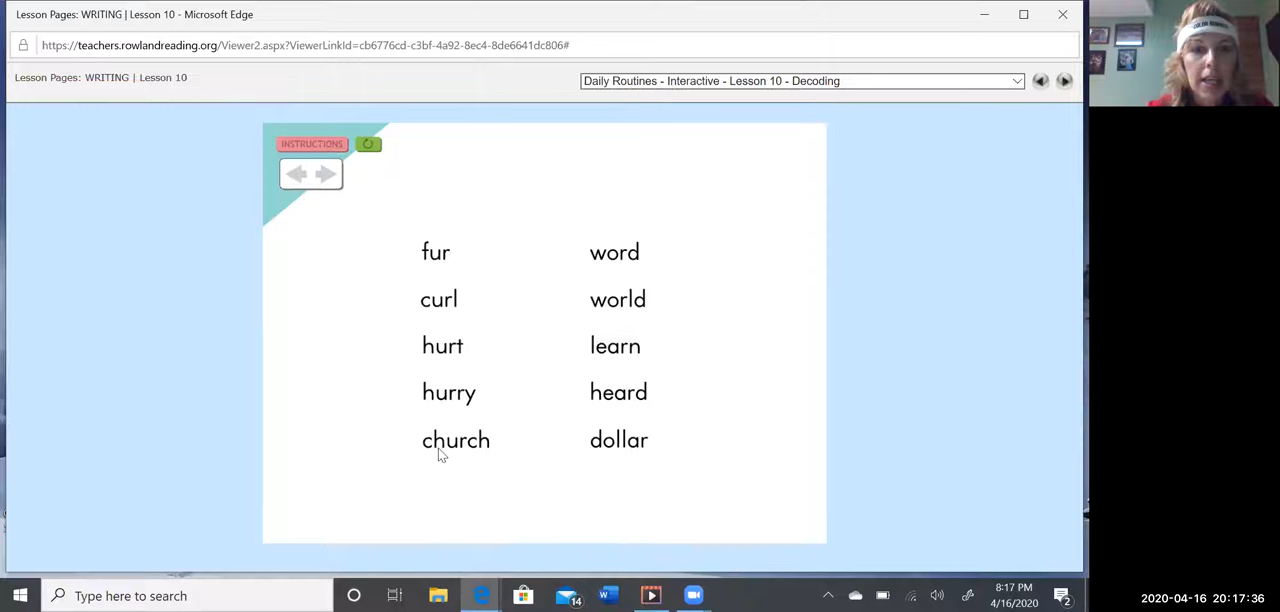 Lesson Pages: WRITING | Lesson 10 - Microsoft Edge
https://teachers.rowlandreading.org/Viewer2.aspx?ViewerLinkId=cb6776cd-c3bf-4a92-8ec4-8de6641dc806#
Lesson Pages: WRITING | Lesson 10
Daily Routines - Interactive - Lesson 10 - Decoding
INSTRUCTIONS
fur
curl
hurt
hurry
church
word
world
learn
heard
dollar
Type here to search
14
8:17 PM
4/16/2020
2
2020-04-16 20:17:36